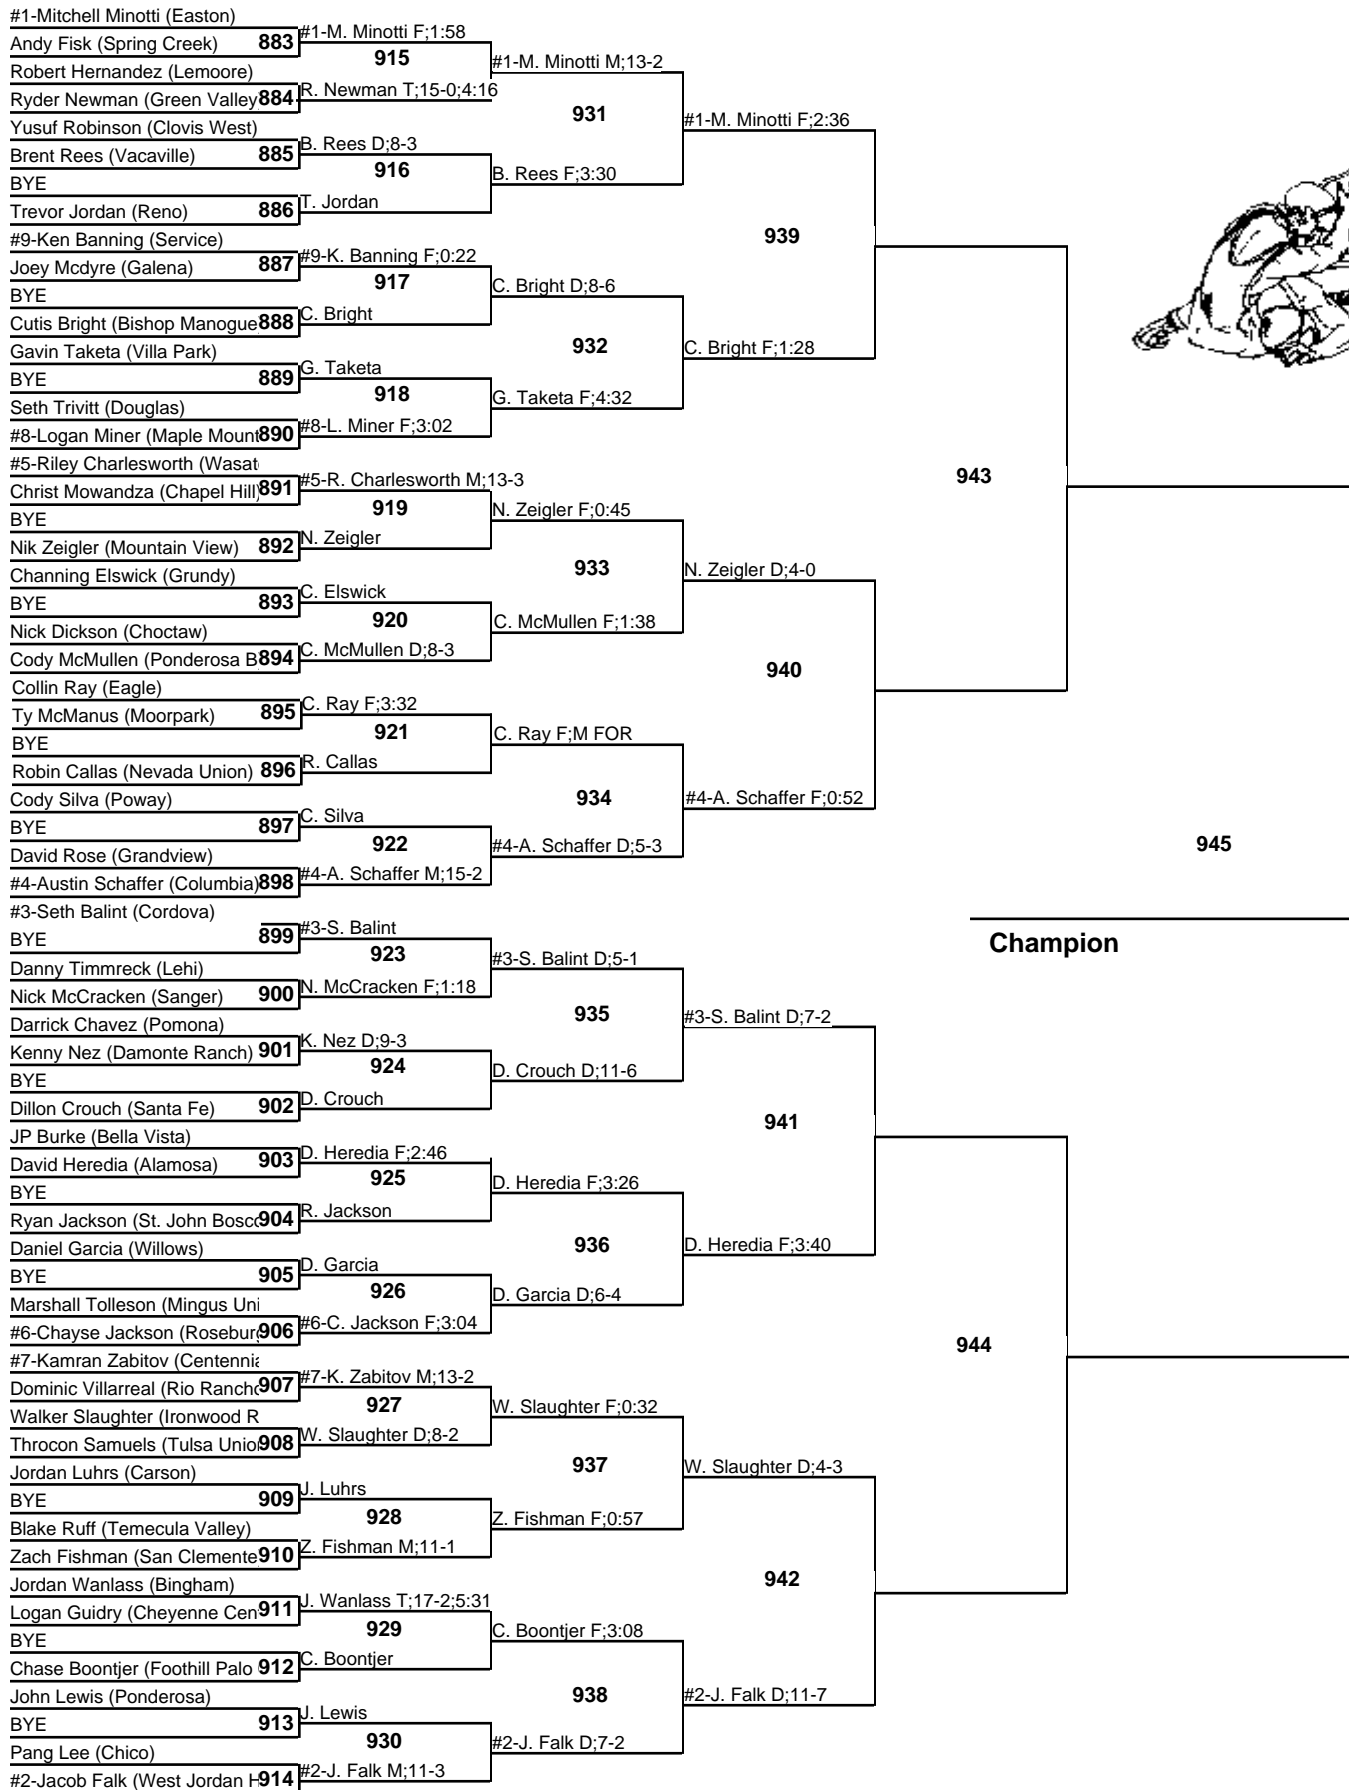 #1-Mitchell Minotti (Easton)
Andy Fisk (Spring Creek) 883
Robert Hernandez (Lemoore)
Ryder Newman (Green Valley 884
Yusuf Robinson (Clovis West)
Brent Rees (Vacaville) 885
BYE
Trevor Jordan (Reno) 886
#9-Ken Banning (Service)
Joey Mcdyre (Galena) 887
BYE
Cutis Bright (Bishop Manogue 888
Gavin Taketa (Villa Park)
BYE 889
Seth Trivitt (Douglas)
#8-Logan Miner (Maple Mount 890
#5-Riley Charlesworth (Wasat
Christ Mowandza (Chapel Hill) 891
BYE
Nik Zeigler (Mountain View) 892
Channing Elswick (Grundy)
BYE 893
Nick Dickson (Choctaw)
Cody McMullen (Ponderosa B 894
Collin Ray (Eagle)
Ty McManus (Moorpark) 895
BYE
Robin Callas (Nevada Union) 896
Cody Silva (Poway)
BYE 897
David Rose (Grandview)
#4-Austin Schaffer (Columbia) 898
#3-Seth Balint (Cordova)
BYE 899
Danny Timmreck (Lehi)
Nick McCracken (Sanger) 900
Darrick Chavez (Pomona)
Kenny Nez (Damonte Ranch) 901
BYE
Dillon Crouch (Santa Fe) 902
JP Burke (Bella Vista)
David Heredia (Alamosa) 903
BYE
Ryan Jackson (St. John Bosco 904
Daniel Garcia (Willows)
BYE 905
Marshall Tolleson (Mingus Uni
#6-Chayse Jackson (Roseburg 906
#7-Kamran Zabitov (Centennia
Dominic Villarreal (Rio Rancho 907
Walker Slaughter (Ironwood R
Throcon Samuels (Tulsa Union 908
Jordan Luhrs (Carson)
BYE 909
Blake Ruff (Temecula Valley)
Zach Fishman (San Clemente 910
Jordan Wanlass (Bingham)
Logan Guidry (Cheyenne Cen 911
BYE
Chase Boontjer (Foothill Palo 912
John Lewis (Ponderosa)
BYE 913
Pang Lee (Chico)
#2-Jacob Falk (West Jordan H 914
#1-M. Minotti F;1:58
915
R. Newman T;15-0;4:16
B. Rees D;8-3
916
T. Jordan
#9-K. Banning F;0:22
917
C. Bright
G. Taketa
918
#8-L. Miner F;3:02
#5-R. Charlesworth M;13-3
919
N. Zeigler
C. Elswick
920
C. McMullen D;8-3
C. Ray F;3:32
921
R. Callas
C. Silva
922
#4-A. Schaffer M;15-2
#3-S. Balint
923
N. McCracken F;1:18
K. Nez D;9-3
924
D. Crouch
D. Heredia F;2:46
925
R. Jackson
D. Garcia
926
#6-C. Jackson F;3:04
#7-K. Zabitov M;13-2
927
W. Slaughter D;8-2
J. Luhrs
928
Z. Fishman M;11-1
J. Wanlass T;17-2;5:31
929
C. Boontjer
J. Lewis
930
#2-J. Falk M;11-3
#1-M. Minotti M;13-2
931
B. Rees F;3:30
C. Bright D;8-6
932
G. Taketa F;4:32
N. Zeigler F;0:45
933
C. McMullen F;1:38
C. Ray F;M FOR
934
#4-A. Schaffer D;5-3
#3-S. Balint D;5-1
935
D. Crouch D;11-6
D. Heredia F;3:26
936
D. Garcia D;6-4
W. Slaughter F;0:32
937
Z. Fishman F;0:57
C. Boontjer F;3:08
938
#2-J. Falk D;7-2
#1-M. Minotti F;2:36
939
C. Bright F;1:28
N. Zeigler D;4-0
940
#4-A. Schaffer F;0:52
#3-S. Balint D;7-2
941
D. Heredia F;3:40
W. Slaughter D;4-3
942
#2-J. Falk D;11-7
943
944
945
Champion